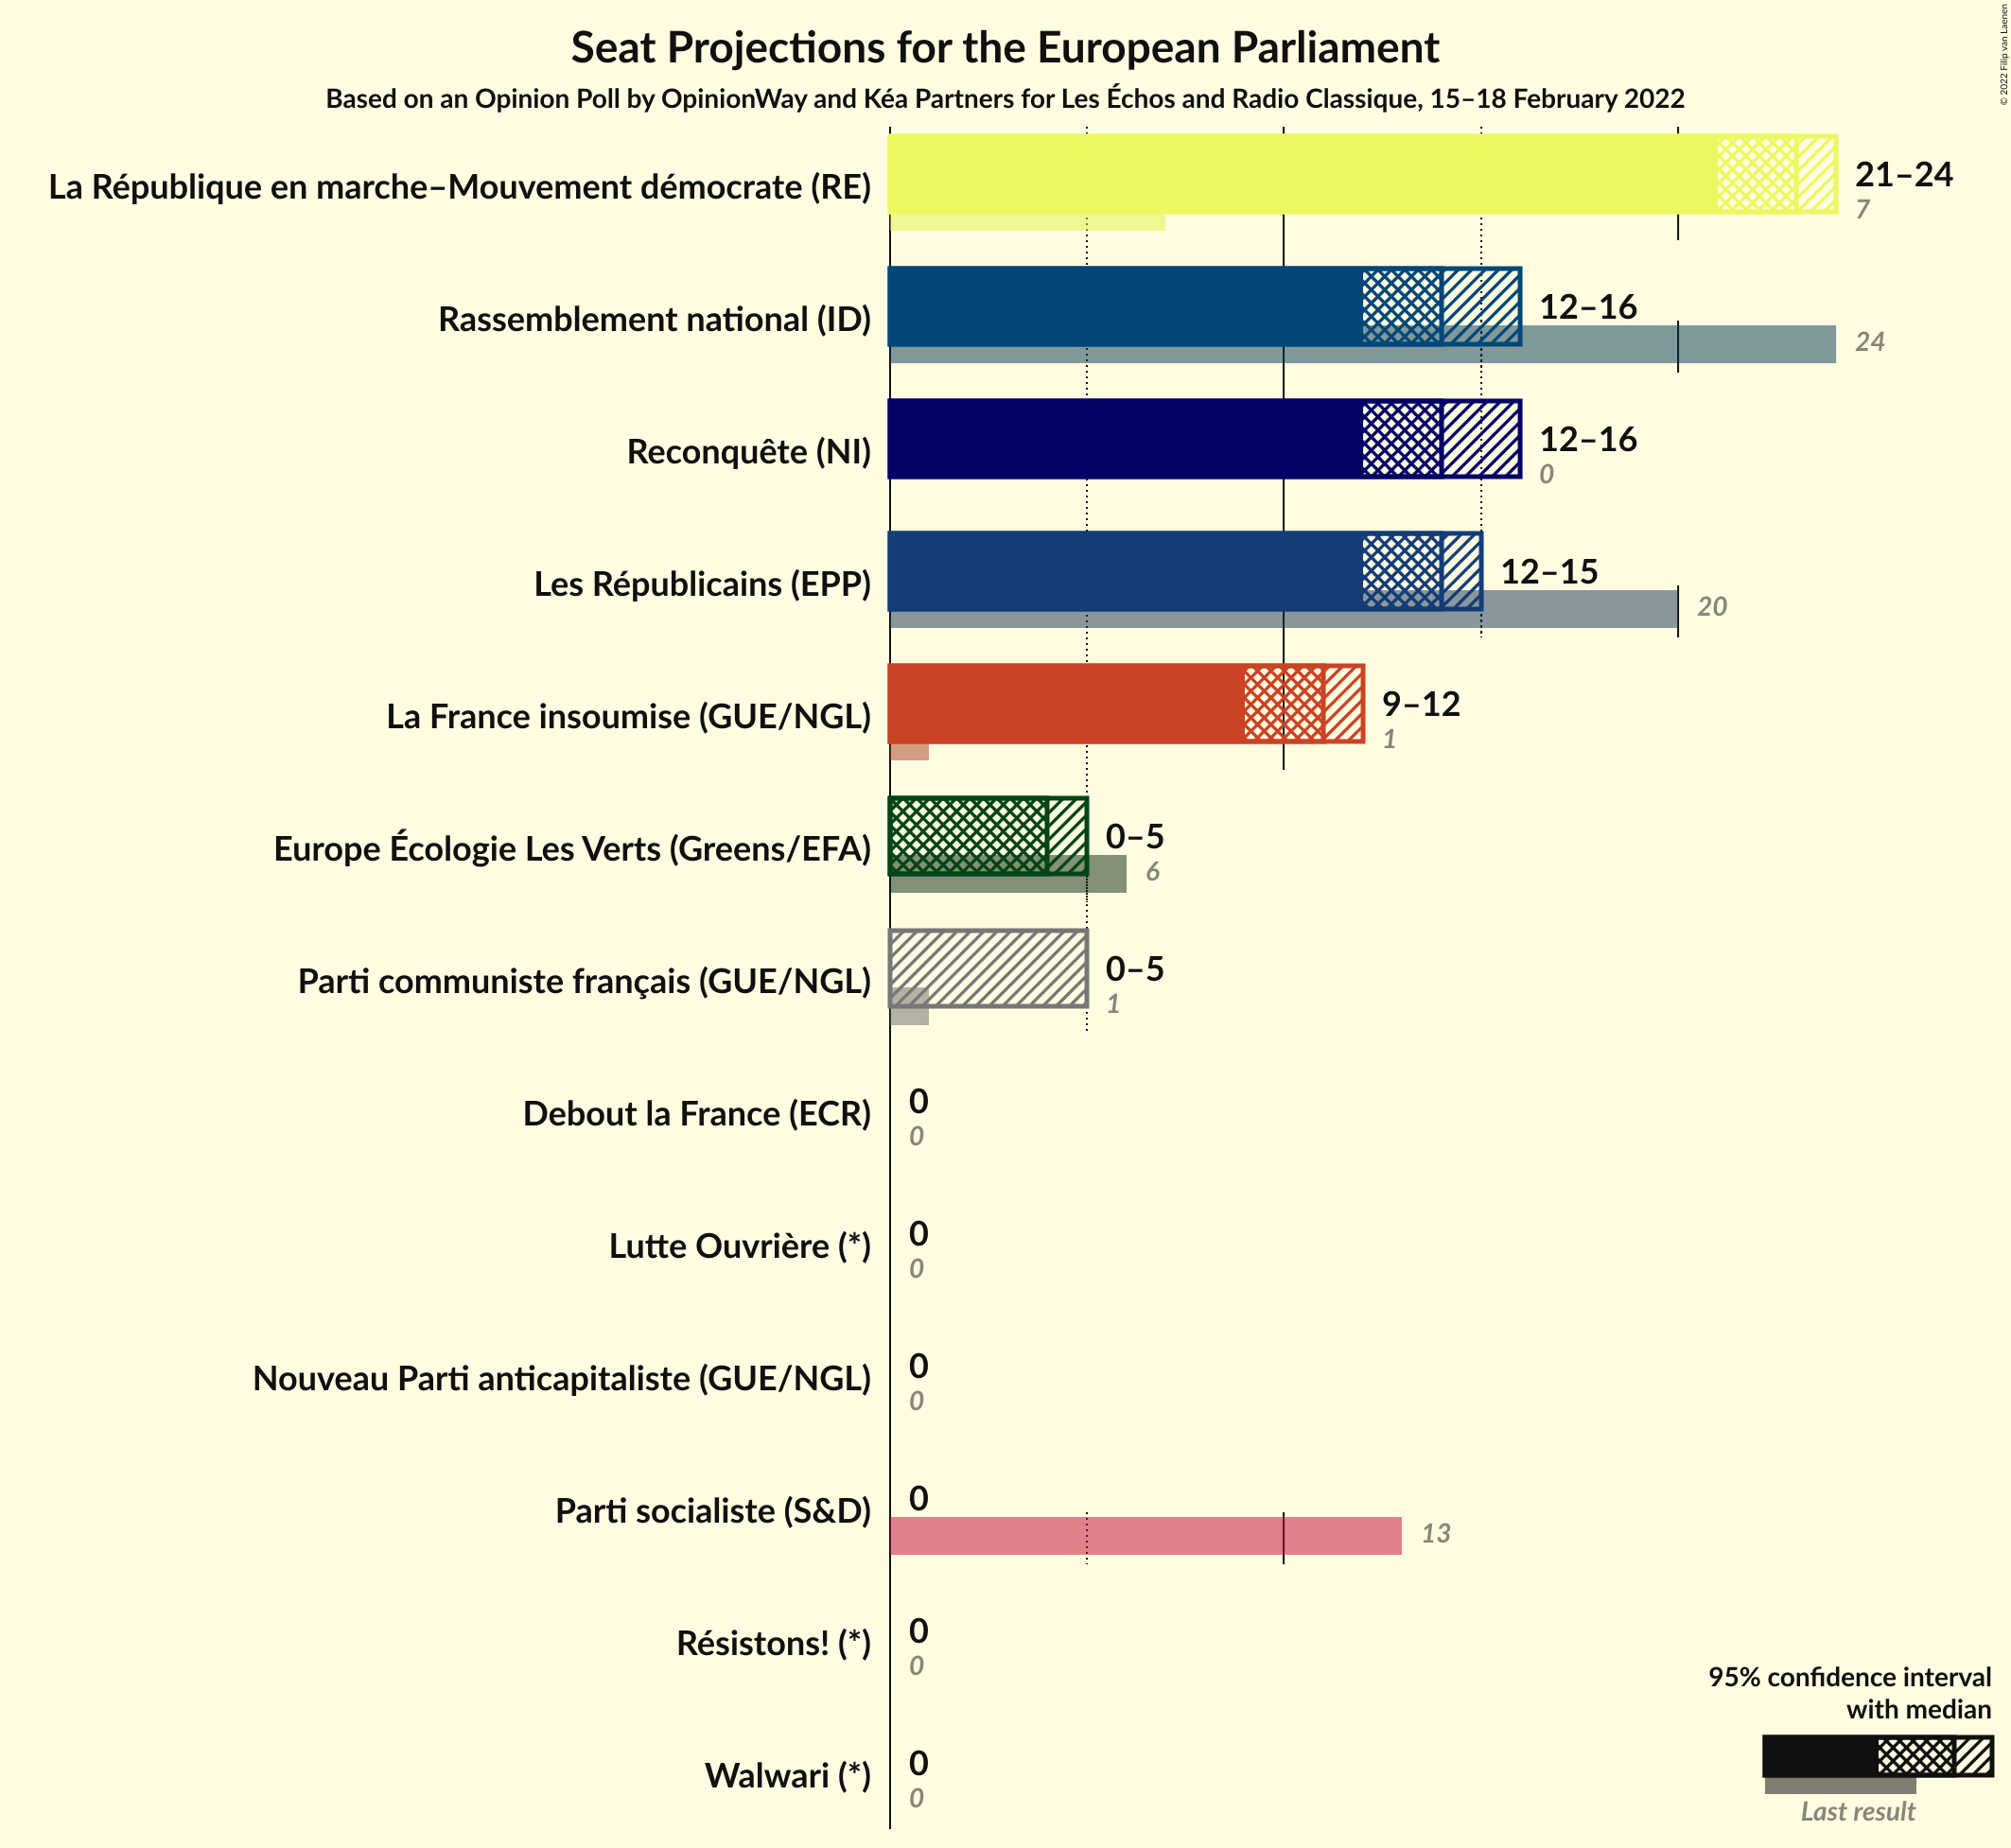 Seat Projections for the European Parliament
Based on an Opinion Poll by OpinionWay and Kéa Partners for Les Échos and Radio Classique, 15–18 February 2022
© 2022 Filip van Laenen
La République en marche–Mouvement démocrate (RE)
21–24
7
Rassemblement national (ID)
12–16
24
Reconquête (NI)
12–16
0
Les Républicains (EPP)
12–15
20
La France insoumise (GUE/NGL)
9–12
1
Europe Écologie Les Verts (Greens/EFA)
0–5
6
Parti communiste français (GUE/NGL)
0–5
1
Debout la France (ECR)
0
0
Lutte Ouvrière (*)
0
0
Nouveau Parti anticapitaliste (GUE/NGL)
0
0
Parti socialiste (S&D)
0
13
Résistons! (*)
0
0
Walwari (*)
0
0
95% confidence interval
with median
Last result